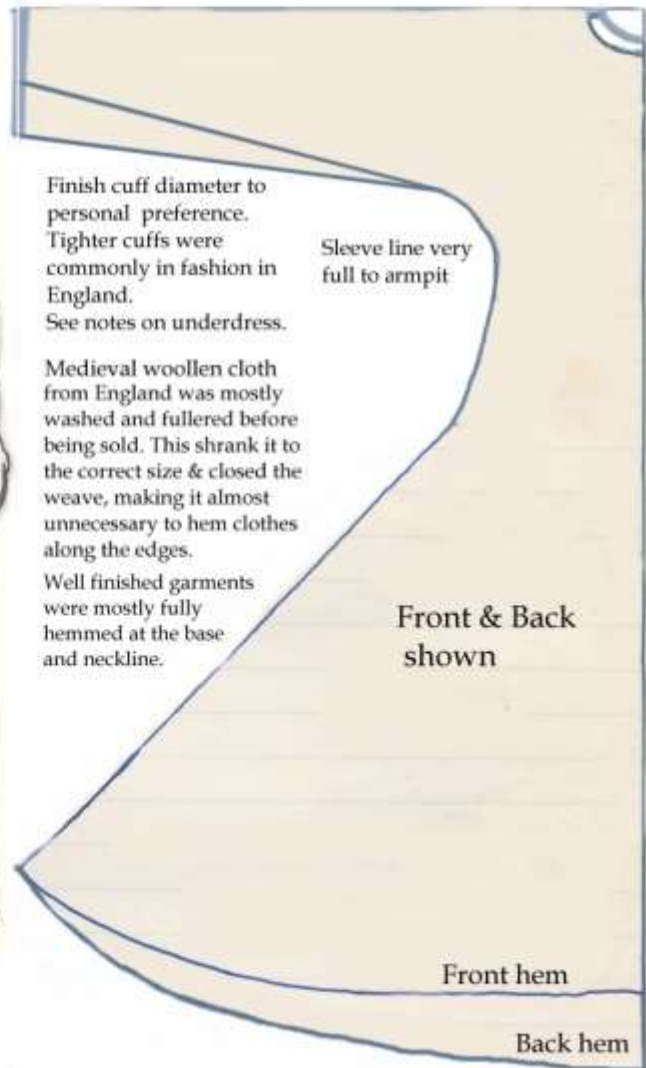 Finish cuff diameter to
personal preference.
Tighter cuffs were
commonly in fashion in
England.
See notes on underdress.
Sleeve line very
full to armpit
Medieval woollen cloth
from England was mostly
washed and fullered before
being sold. This shrank it to
the correct size & closed the
weave, making it almost
unnecessary to hem clothes
along the edges.
Well finished garments
were mostly fully
hemmed at the base
and neckline.
Front & Back
shown
Front hem
Back hem